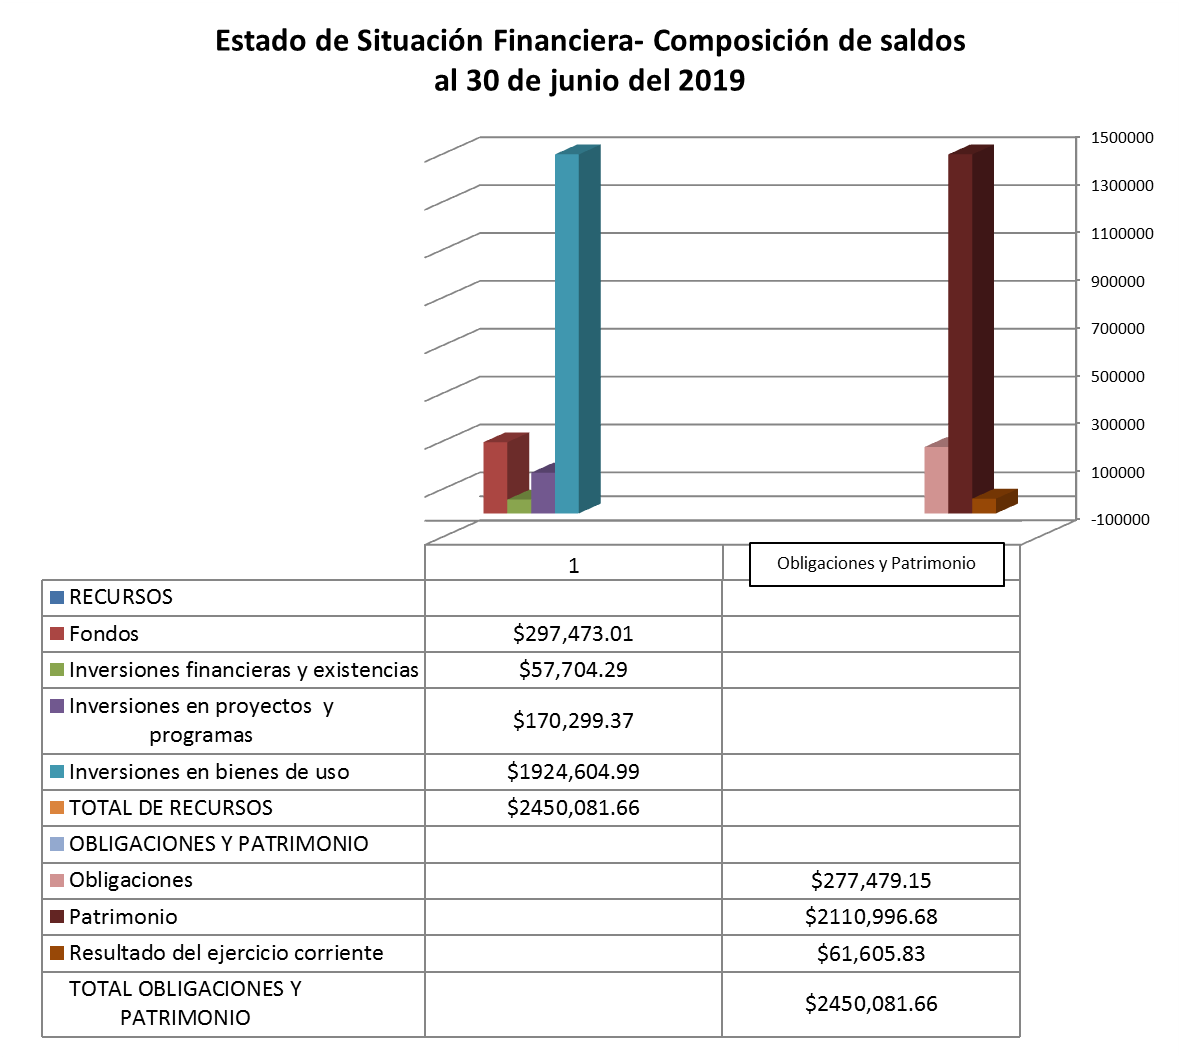 Estado de Situación Financiera- Composición de saldos
al 30 de junio del 2019
1500000
1300000
1100000
900000
700000
500000
300000
100000
-100000
1
Obligaciones y Patrimonio
RECURSOS
Fondos $297,473.01
Inversiones financieras y existencias $57,704.29
Inversiones en proyectos y
programas
$170,299.37
Inversiones en bienes de uso $1924,604.99
TOTAL DE RECURSOS $2450,081.66
OBLIGACIONES Y PATRIMONIO
Obligaciones $277,479.15
Patrimonio $2110,996.68
Resultado del ejercicio corriente $61,605.83
TOTAL OBLIGACIONES Y
PATRIMONIO
$2450,081.66